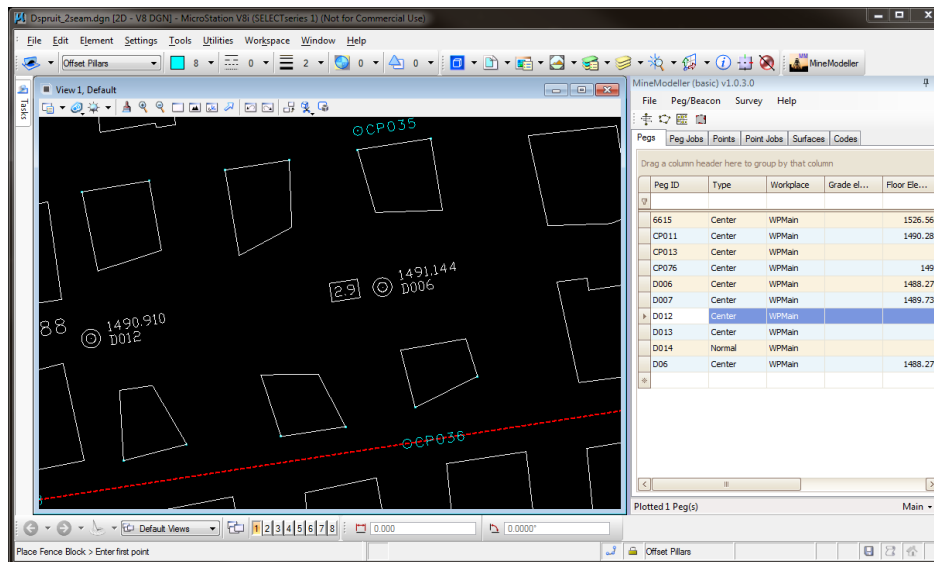 Dspruit_2seam.dgn [2D - V8 DGN] - MicroStation V8i (SELECTseries 1) (Not for Commercial Use)
File Edit Element Settings Tools Utilities Workspace Window Help
Offset Pillars 8 0 2 0 0 MineModeller
View 1, Default
Tasks
CP035
1491.144
2.9 D006
88 1490.910
D012
CP036
MineModeller (basic) v1.0.3.0
File Peg/Beacon Survey Help
Pegs Peg Jobs Points Point Jobs Surfaces Codes
Drag a column header here to group by that column
Peg ID Type Workplace Grade el... Floor Ele...
6615 Center WPMain 1526.56
CP011 Center WPMain 1490.28
CP013 Center WPMain
CP076 Center WPMain 149
D006 Center WPMain 1488.27
D007 Center WPMain 1489.73
D012 Center WPMain
D013 Center WPMain
D014 Normal WPMain
D06 Center WPMain 1488.27
Plotted 1 Peg(s) Main
Default Views 1 2 3 4 5 6 7 8 0.000 0.0000°
Place Fence Block > Enter first point Offset Pillars